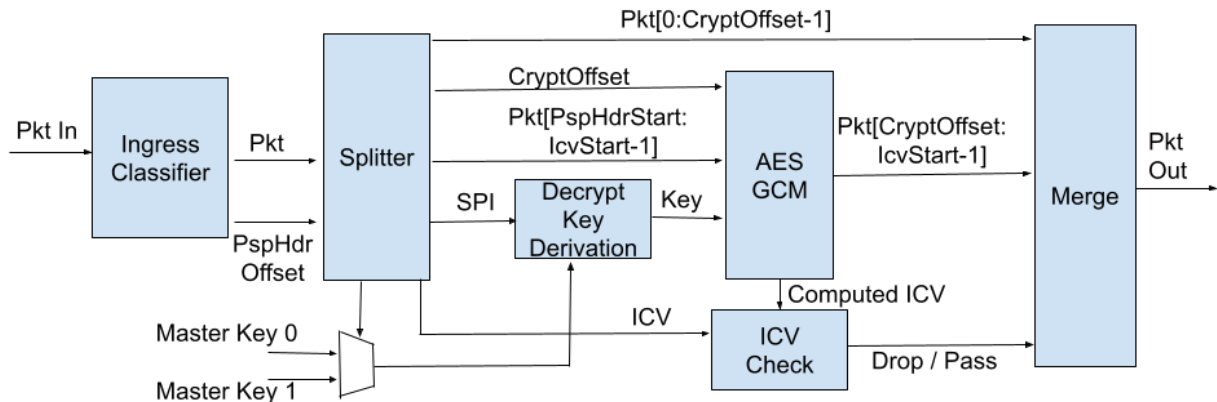 Pkt[0:CryptOffset-1]
CryptOffset
Pkt[PspHdrStart:
IcvStart-1]
Pkt[CryptOffset:
IcvStart-1]
Pkt In
Ingress
Classifier
Pkt
Splitter
AES
GCM
Pkt
Out
Merge
SPI
Decrypt
Key
Derivation
Key
PspHdr
Offset
Computed ICV
ICV
Master Key 0
ICV
Check
Drop / Pass
Master Key 1